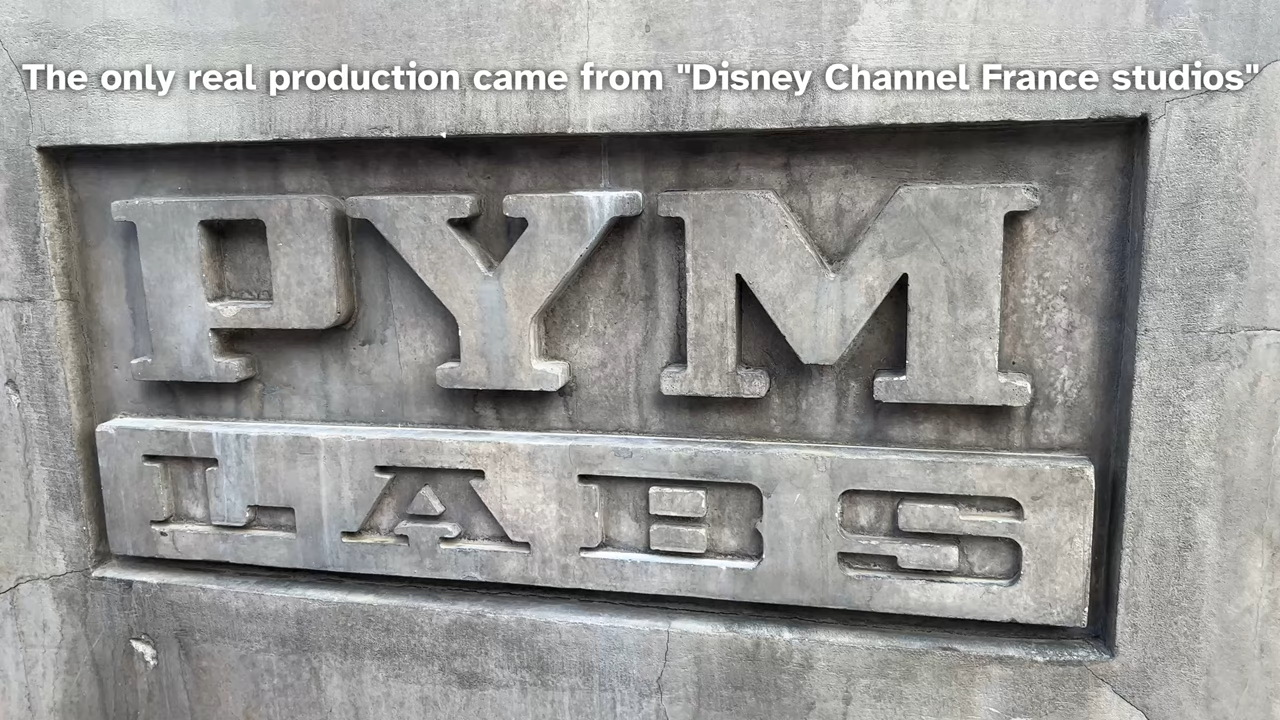 The only real production came from "Disney Channel France studios"
PYM
LABS